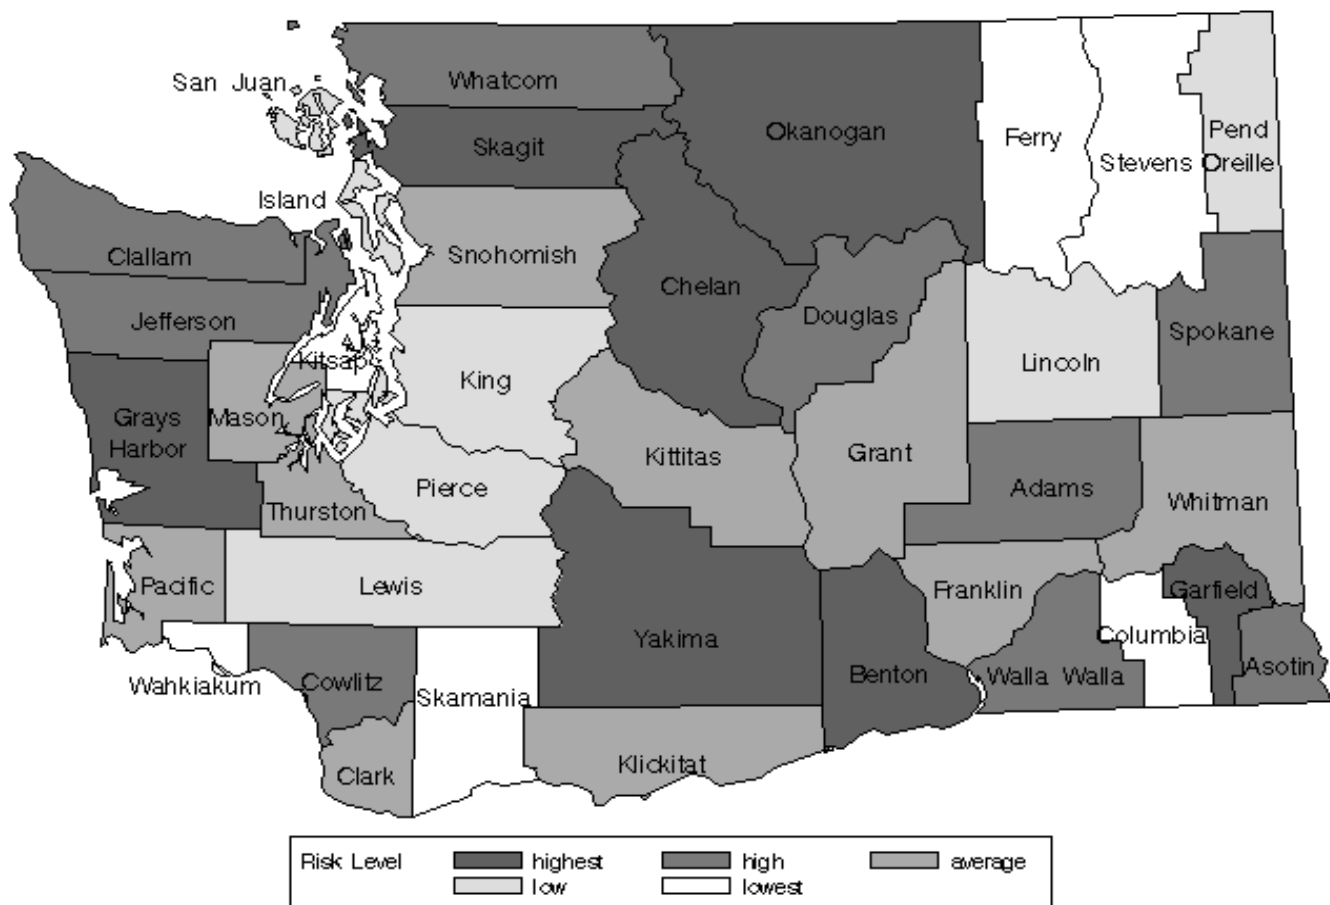 Whatcom
San Juan
Okanogan
Pend
Oreille
Ferry
Skagit
Stevens
Island
Clallam
Snohomish
Chelan
Douglas
Jefferson
Spokane
Kitsap
Lincoln
King
Grays
Harbor
Mason
Kittitas
Grant
Pierce
Adams
Whitman
Thurston
Pacific
Lewis
Franklin
Garfield
Yakima
Columbia
Wahkiakum
Cowlitz
Skamania
Benton
Walla Walla
Asotin
Clark
Klickitat
Risk Level highest high average
low lowest